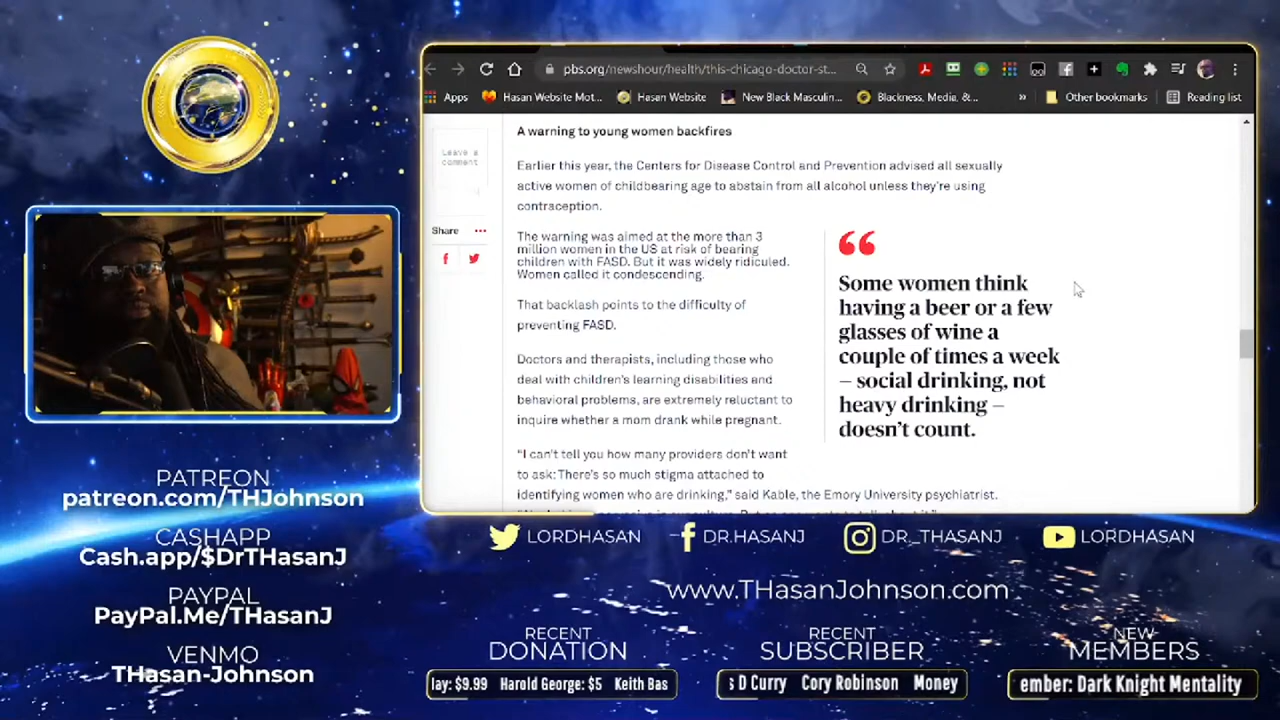 pbs.org/newshour/health/this-chicago-doctor-st...
Apps
Hasan Website Mot...
Hasan Website
New Black Masculin...
Blackness, Media, &...
»
Other bookmarks
Reading list
Leave a
comment
Share
A warning to young women backfires
Earlier this year, the Centers for Disease Control and Prevention advised all sexually
active women of childbearing age to abstain from all alcohol unless they're using
contraception.
The warning was aimed at the more than 3
million women in the US at risk of bearing
children with FASD. But it was widely ridiculed.
Women called it condescending.
That backlash points to the difficulty of
preventing FASD.
Doctors and therapists, including those who
deal with children's learning disabilities and
behavioral problems, are extremely reluctant to
inquire whether a mom drank while pregnant.
"I can't tell you how many providers don't want
to ask: There's so much stigma attached to
identifying women who are drinking," said Kable, the Emory University psychiatrist.
Some women think
having a beer or a few
glasses of wine a
couple of times a week
— social drinking, not
heavy drinking —
doesn't count.
PATREON
patreon.com/THJohnson
CASHAPP
Cash.app/$DrTHasanJ
PAYPAL
PayPal.Me/THasanJ
VENMO
THasan-Johnson
LORDHASAN
DR.HASANJ
DR._THASANJ
LORDHASAN
www.THasanJohnson.com
RECENT
DONATION
lay: $9.99 Harold George: $5 Keith Bas
RECENT
SUBSCRIBER
D Curry Cory Robinson Money
NEW
MEMBERS
ember: Dark Knight Mentality